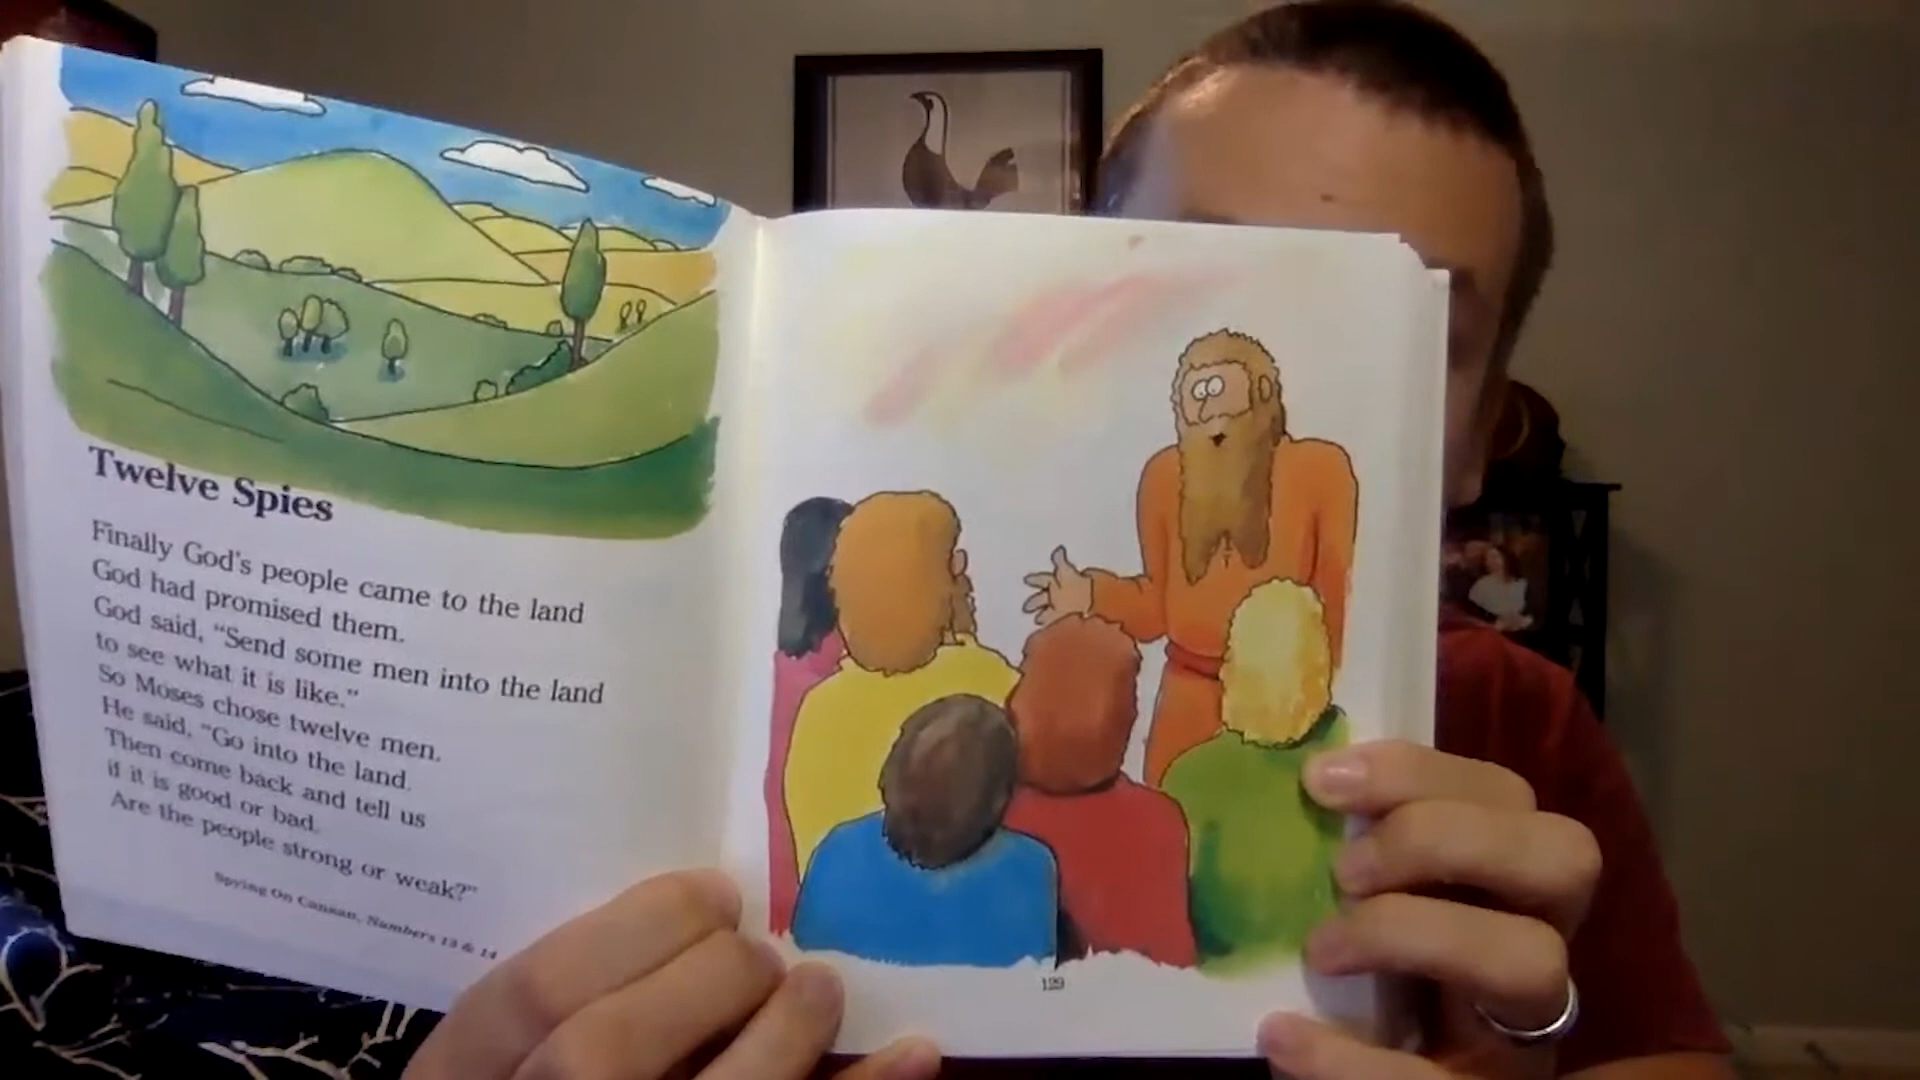 Twelve Spies
Finally God's people came to the land
God had promised them.
God said, "Send some men into the land
to see what it is like."
So Moses chose twelve men.
He said, "Go into the land.
Then come back and tell us
if it is good or bad.
Are the people strong or weak?"
Spying On Canaan, Numbers 13 & 14
129